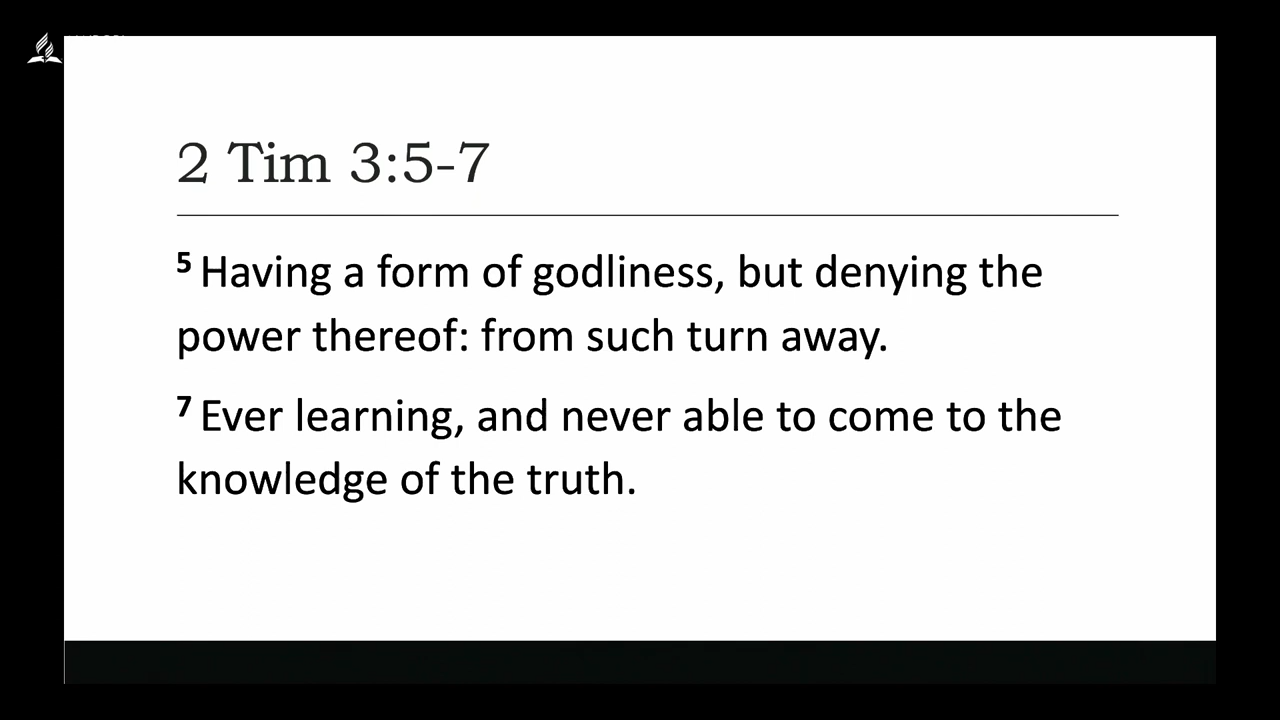 2 Tim 3:5-7
5 Having a form of godliness, but denying the
power thereof: from such turn away.
7 Ever learning, and never able to come to the
knowledge of the truth.